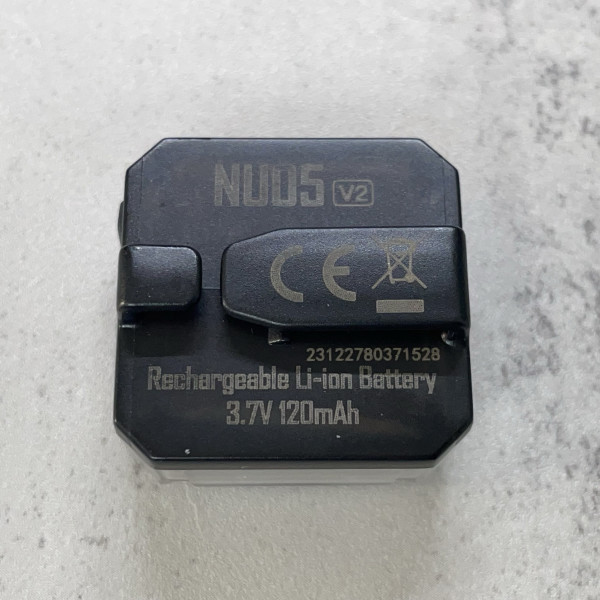 NU05 V2
CE
23122780371528
Rechargeable Li-ion Battery
3.7V 120mAh